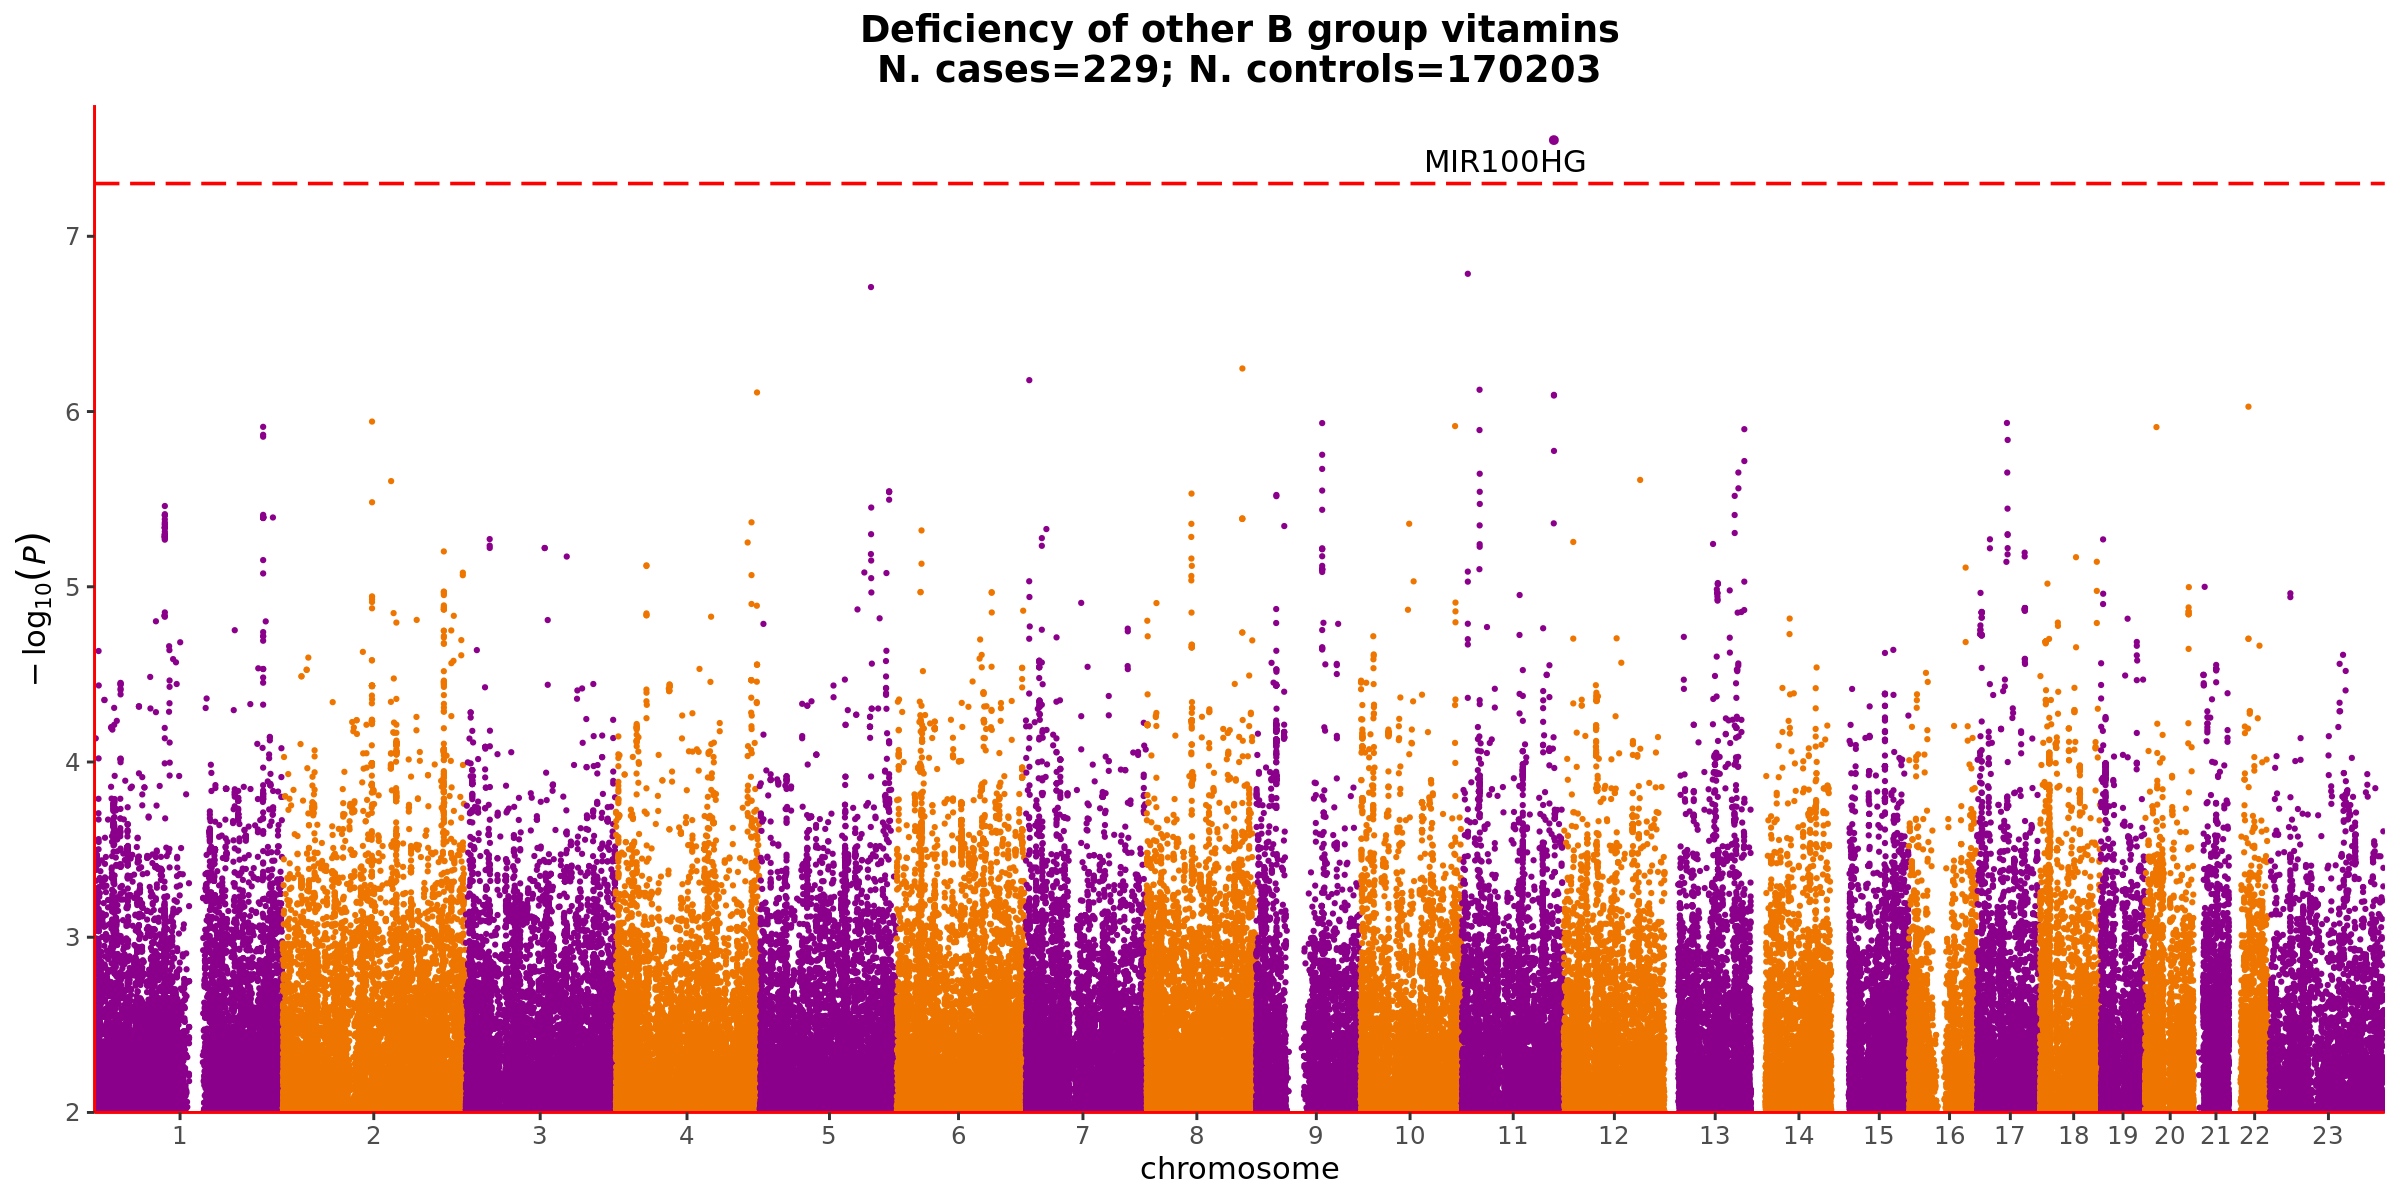 Deficiency of other B group vitamins
N. cases=229; N. controls=170203
MIR100HG
7
6
5
4
3
2
−log10(P)
1 2 3 4 5 6 7 8 9 10 11 12 13 14 15 16 17 18 19 20 21 22 23
chromosome